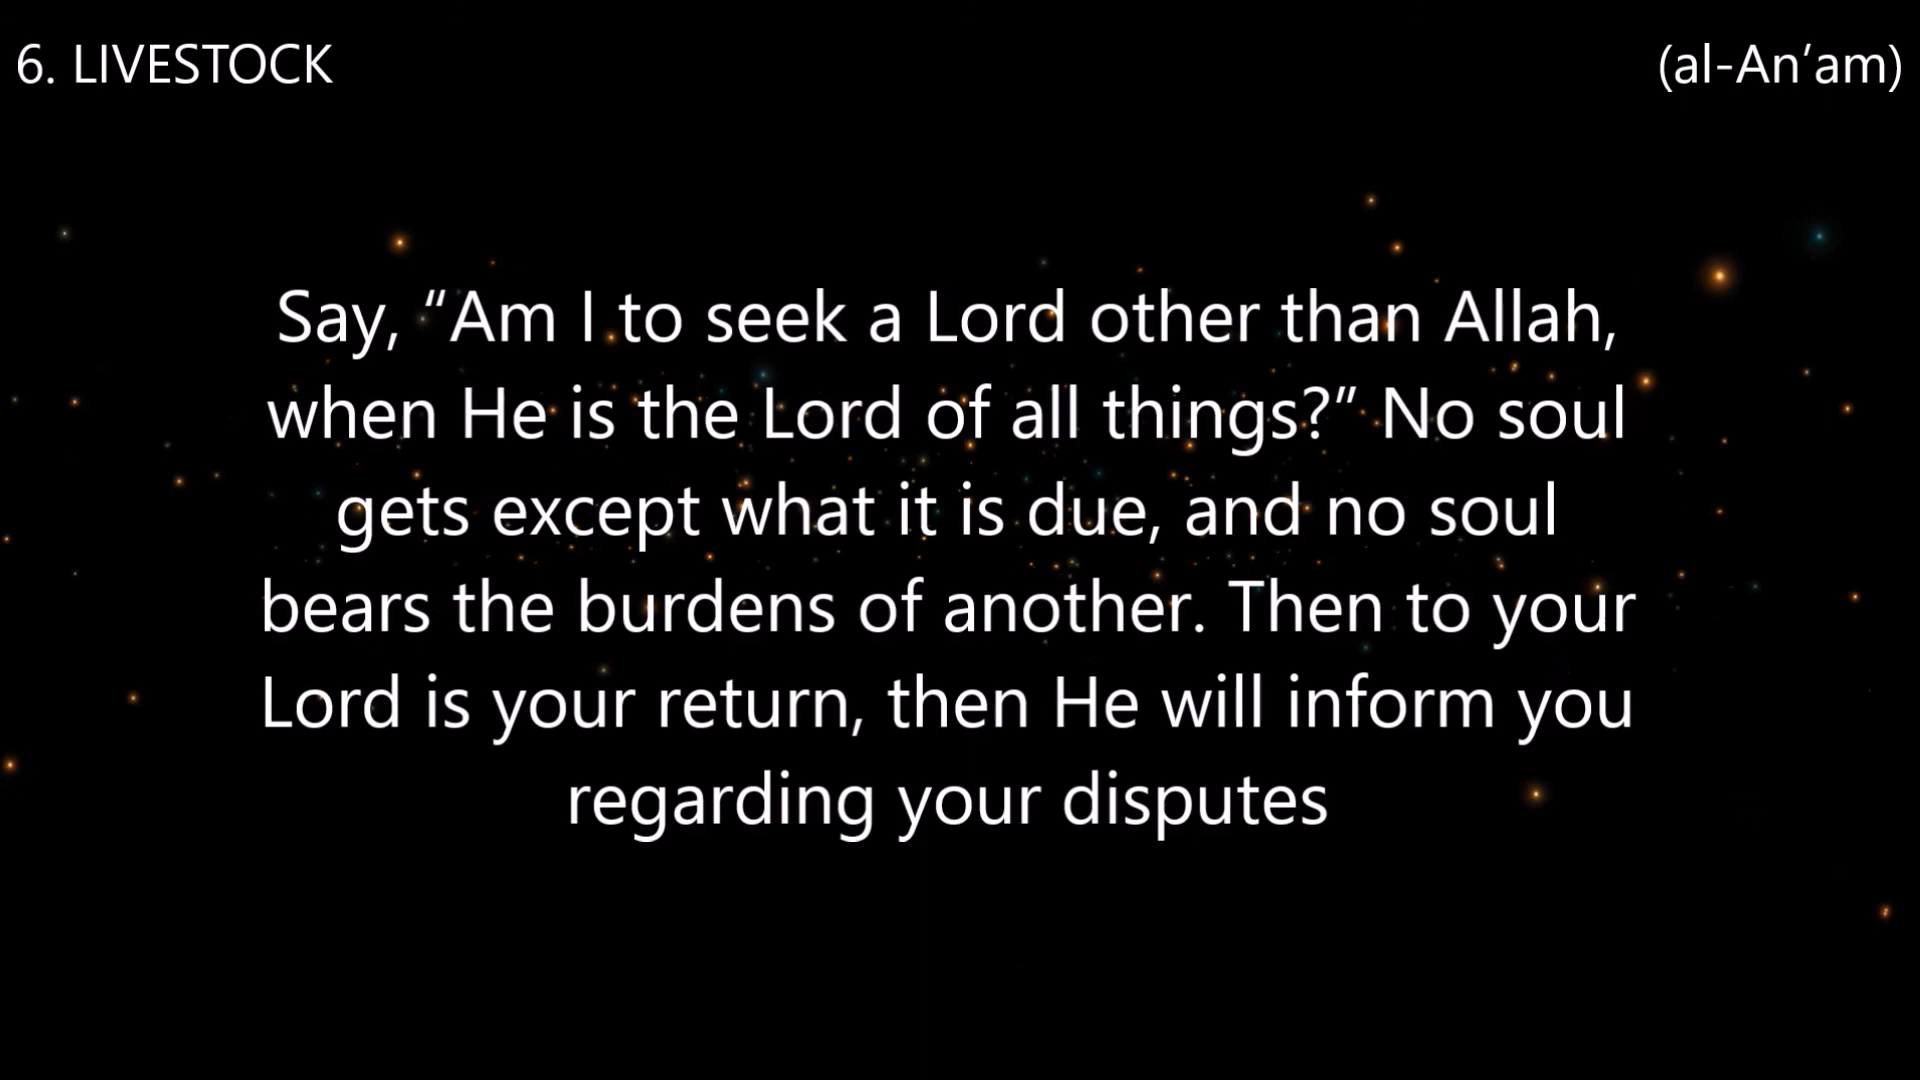 6. LIVESTOCK
(al-An’am)
Say, “Am I to seek a Lord other than Allah,
when He is the Lord of all things?” No soul
gets except what it is due, and no soul
bears the burdens of another. Then to your
Lord is your return, then He will inform you
regarding your disputes